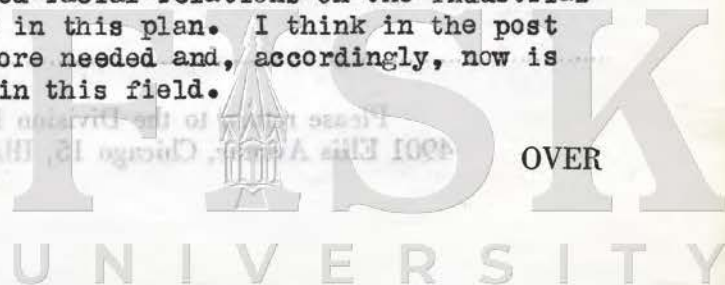 racial relations on the industrial
in this plan. I think in the post
ore needed and, accordingly, now is
in this field.
Please return to the Division
4901 Ellis Avenue, Chicago 15, Ill
OVER
FISK
UNIVERSITY